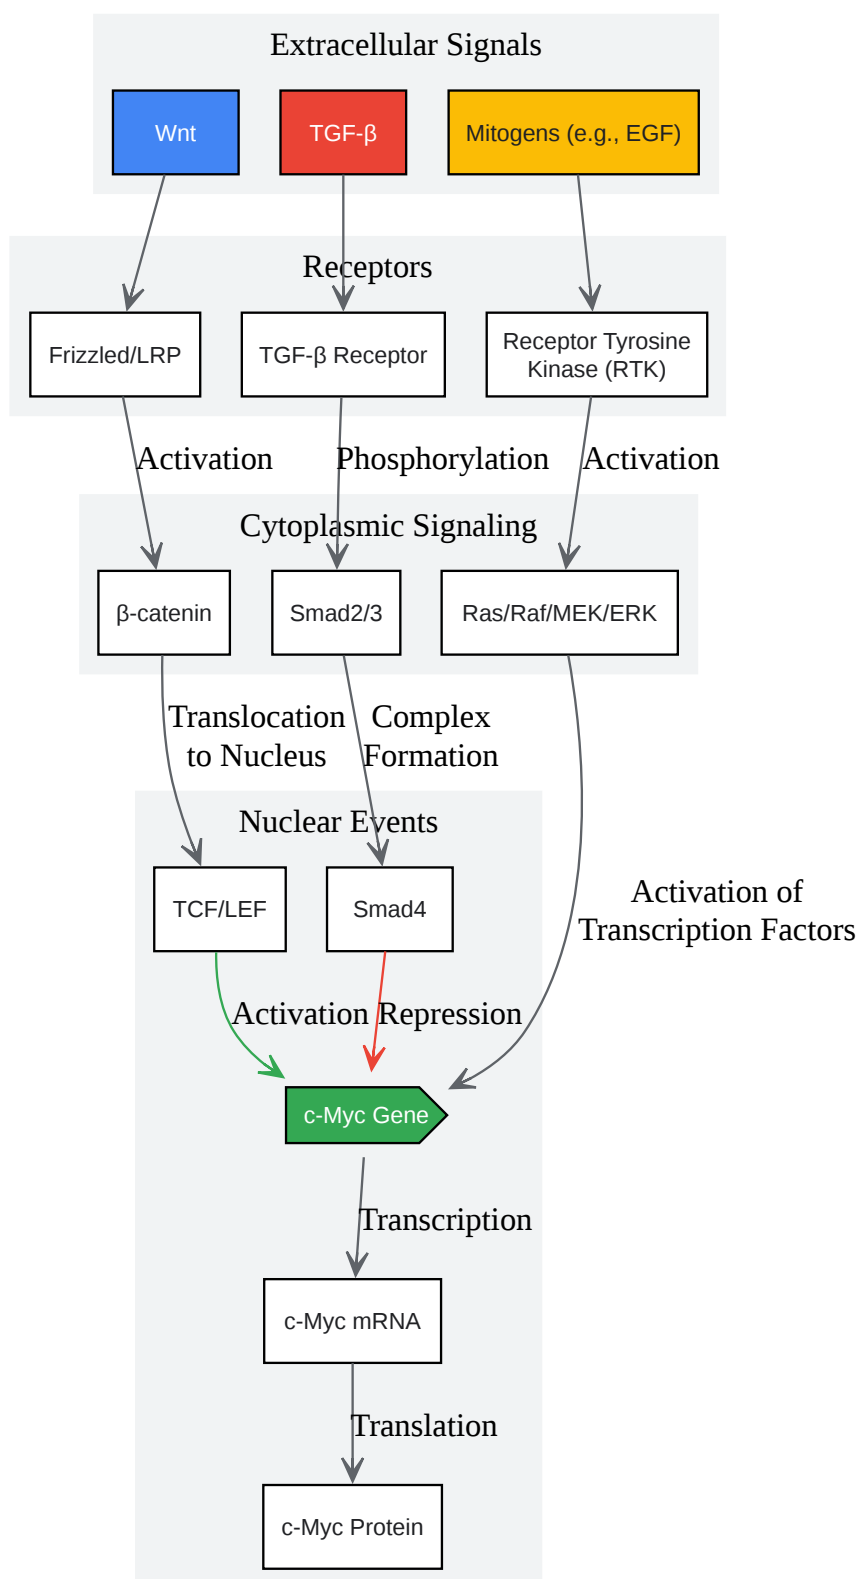 Extracellular Signals
Wnt
TGF-β
Mitogens (e.g., EGF)
Receptors
Frizzled/LRP
TGF-β Receptor
Receptor Tyrosine
Kinase (RTK)
Activation
Phosphorylation
Activation
Cytoplasmic Signaling
β-catenin
Smad2/3
Ras/Raf/MEK/ERK
Translocation
to Nucleus
Complex
Formation
Nuclear Events
TCF/LEF
Smad4
Activation of
Transcription Factors
Activation
Repression
c-Myc Gene
Transcription
c-Myc mRNA
Translation
c-Myc Protein